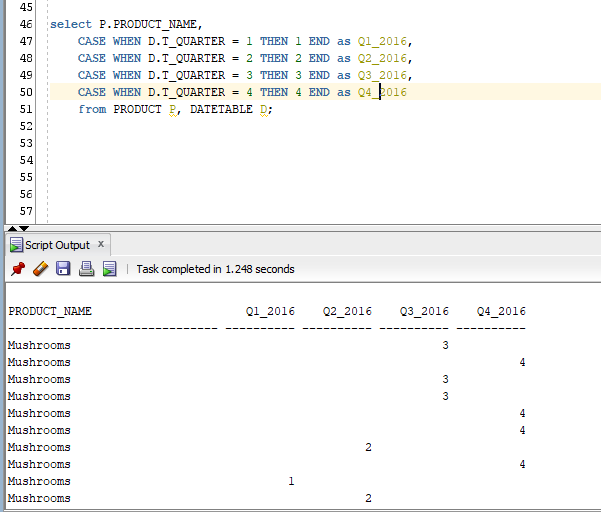 45
46 select P.PRODUCT_NAME,
47 CASE WHEN D.T_QUARTER = 1 THEN 1 END as Q1_2016,
48 CASE WHEN D.T_QUARTER = 2 THEN 2 END as Q2_2016,
49 CASE WHEN D.T_QUARTER = 3 THEN 3 END as Q3_2016,
50 CASE WHEN D.T_QUARTER = 4 THEN 4 END as Q4_2016
51 from PRODUCT P, DATETABLE D;
52
53
54
55
56
57
Script Output x
Task completed in 1.248 seconds
PRODUCT_NAME Q1_2016 Q2_2016 Q3_2016 Q4_2016
------------------------------ ---------- ---------- ---------- ----------
Mushrooms 3
Mushrooms 4
Mushrooms 3
Mushrooms 3
Mushrooms 4
Mushrooms 4
Mushrooms 2
Mushrooms 4
Mushrooms 1
Mushrooms 2